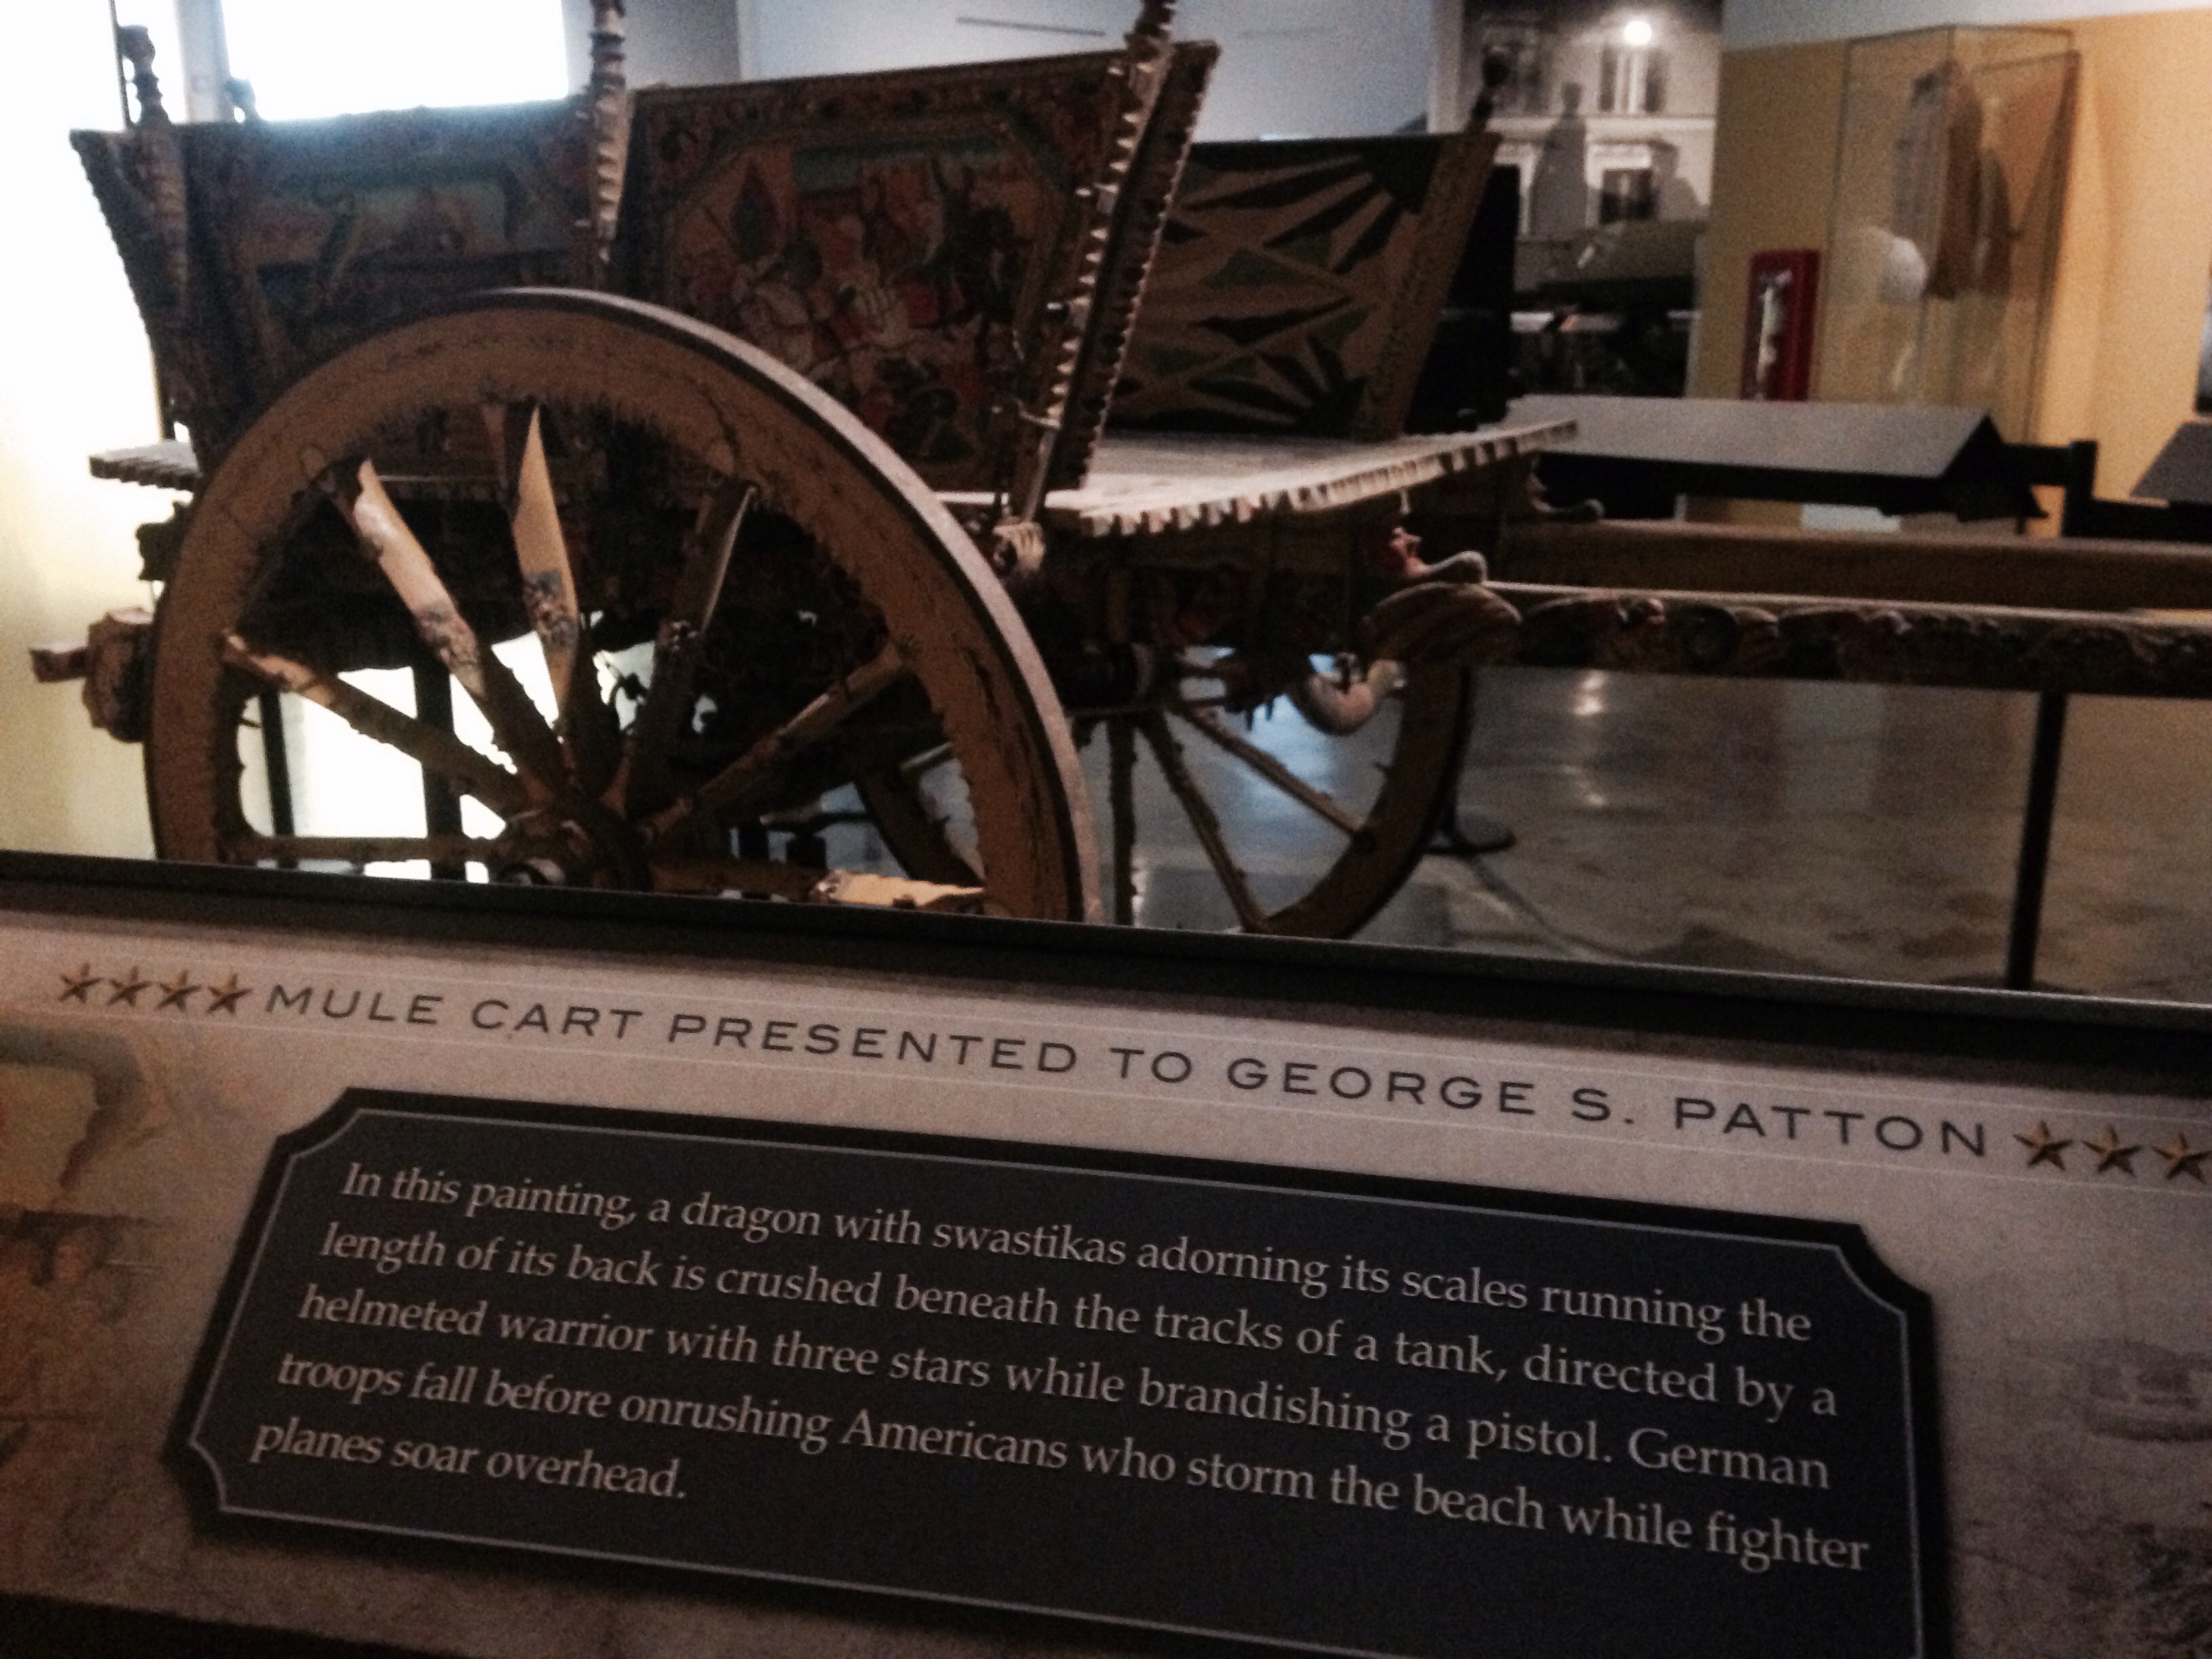 MULE CART PRESENTED TO GEORGE S. PATTON
In this painting, a dragon with swastikas adorning its scales running the
length of its back is crushed beneath the tracks of a tank, directed by a
helmeted warrior with three stars while brandishing a pistol. German
troops fall before onrushing Americans who storm the beach while fighter
planes soar overhead.